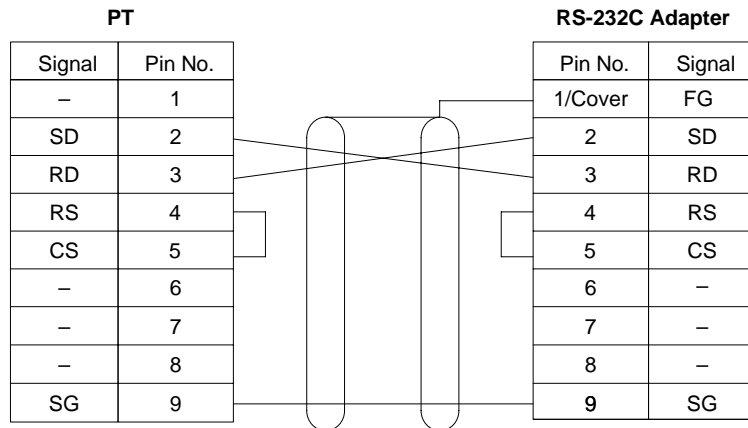 PT RS-232C Adapter
Signal Pin No. Pin No. Signal
– 1 1/Cover FG
SD 2 2 SD
RD 3 3 RD
RS 4 4 RS
CS 5 5 CS
– 6 6 –
– 7 7 –
– 8 8 –
SG 9 9 SG